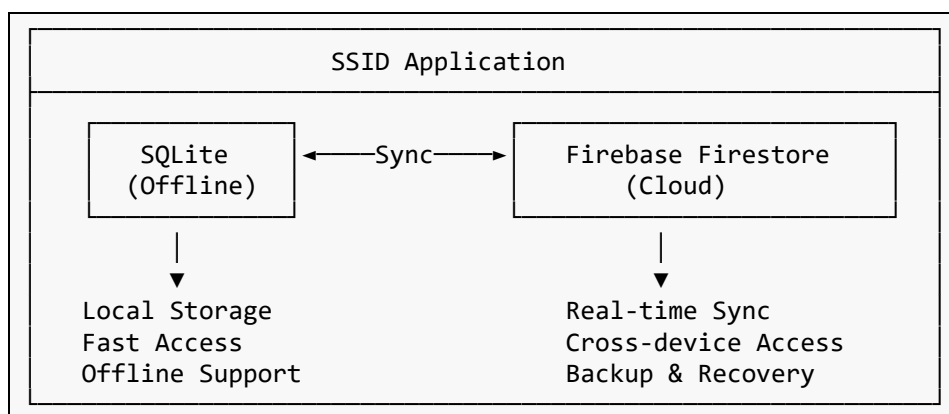 SSID Application
SQLite Sync Firebase Firestore
(Offline) (Cloud)
Local Storage Real-time Sync
Fast Access Cross-device Access
Offline Support Backup & Recovery